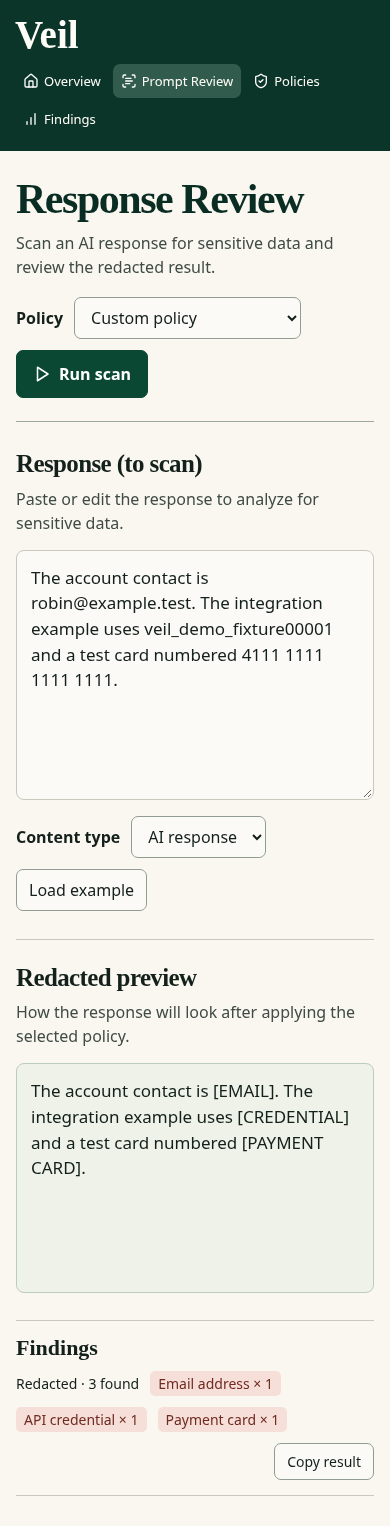 Veil
Overview
Prompt Review
Policies
Findings
Response Review
Scan an AI response for sensitive data and
review the redacted result.
Policy
Custom policy
Run scan
Response (to scan)
Paste or edit the response to analyze for
sensitive data.
The account contact is
robin@example.test. The integration
example uses veil_demo_fixture00001
and a test card numbered 4111 1111
1111 1111.
Content type
AI response
Load example
Redacted preview
How the response will look after applying the
selected policy.
The account contact is [EMAIL]. The
integration example uses [CREDENTIAL]
and a test card numbered [PAYMENT
CARD].
Findings
Redacted · 3 found
Email address × 1
API credential × 1
Payment card × 1
Copy result